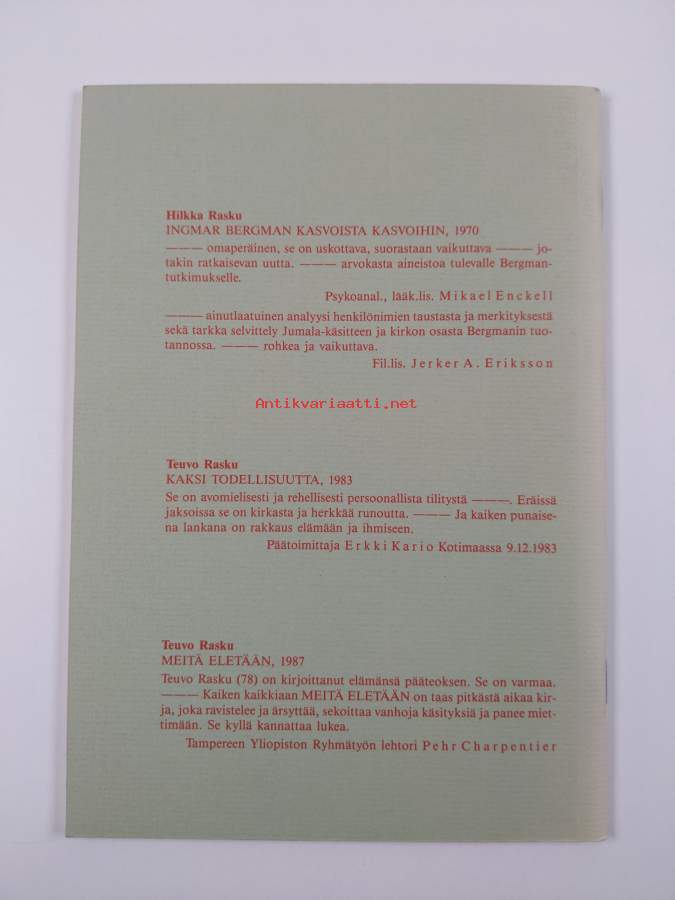 Hilkka Rasku
INGMAR BERGMAN KASVOISTA KASVOIHIN, 1970
——— omaperäinen, se on uskottava, suorastaan vaikuttava ——— jo-
takin ratkaisevan uutta. ——— arvokasta aineistoa tulevalle Bergman-
tutkimukselle.
Psykoanal., lääk.lis. Mikael Enckell
——— ainutlaatuinen analyysi henkilönimien taustasta ja merkityksestä
sekä tarkka selvittely Jumala-käsitteen ja kirkon osasta Bergmanin tuo-
tannossa. ——— rohkea ja vaikuttava.
Fil.lis. Jerker A. Eriksson
Antikvariaatti.net
Teuvo Rasku
KAKSI TODELLISUUTTA, 1983
Se on avomielisesti ja rehellisesti persoonallista tilitystä ———. Eräissä
jaksoissa se on kirkasta ja herkkää runoutta. ——— Ja kaiken punaise-
na lankana on rakkaus elämään ja ihmiseen.
Päätoimittaja Erkki Kario Kotimaassa 9.12.1983
Teuvo Rasku
MEITÄ ELETÄÄN, 1987
Teuvo Rasku (78) on kirjoittanut elämänsä pääteoksen. Se on varmaa.
——— Kaiken kaikkiaan MEITÄ ELETÄÄN on taas pitkästä aikaa kir-
ja, joka ravistelee ja ärsyttää, sekoittaa vanhoja käsityksiä ja panee miet-
timään. Se kyllä kannattaa lukea.
Tampereen Yliopiston Ryhmätyön lehtori Pehr Charpentier